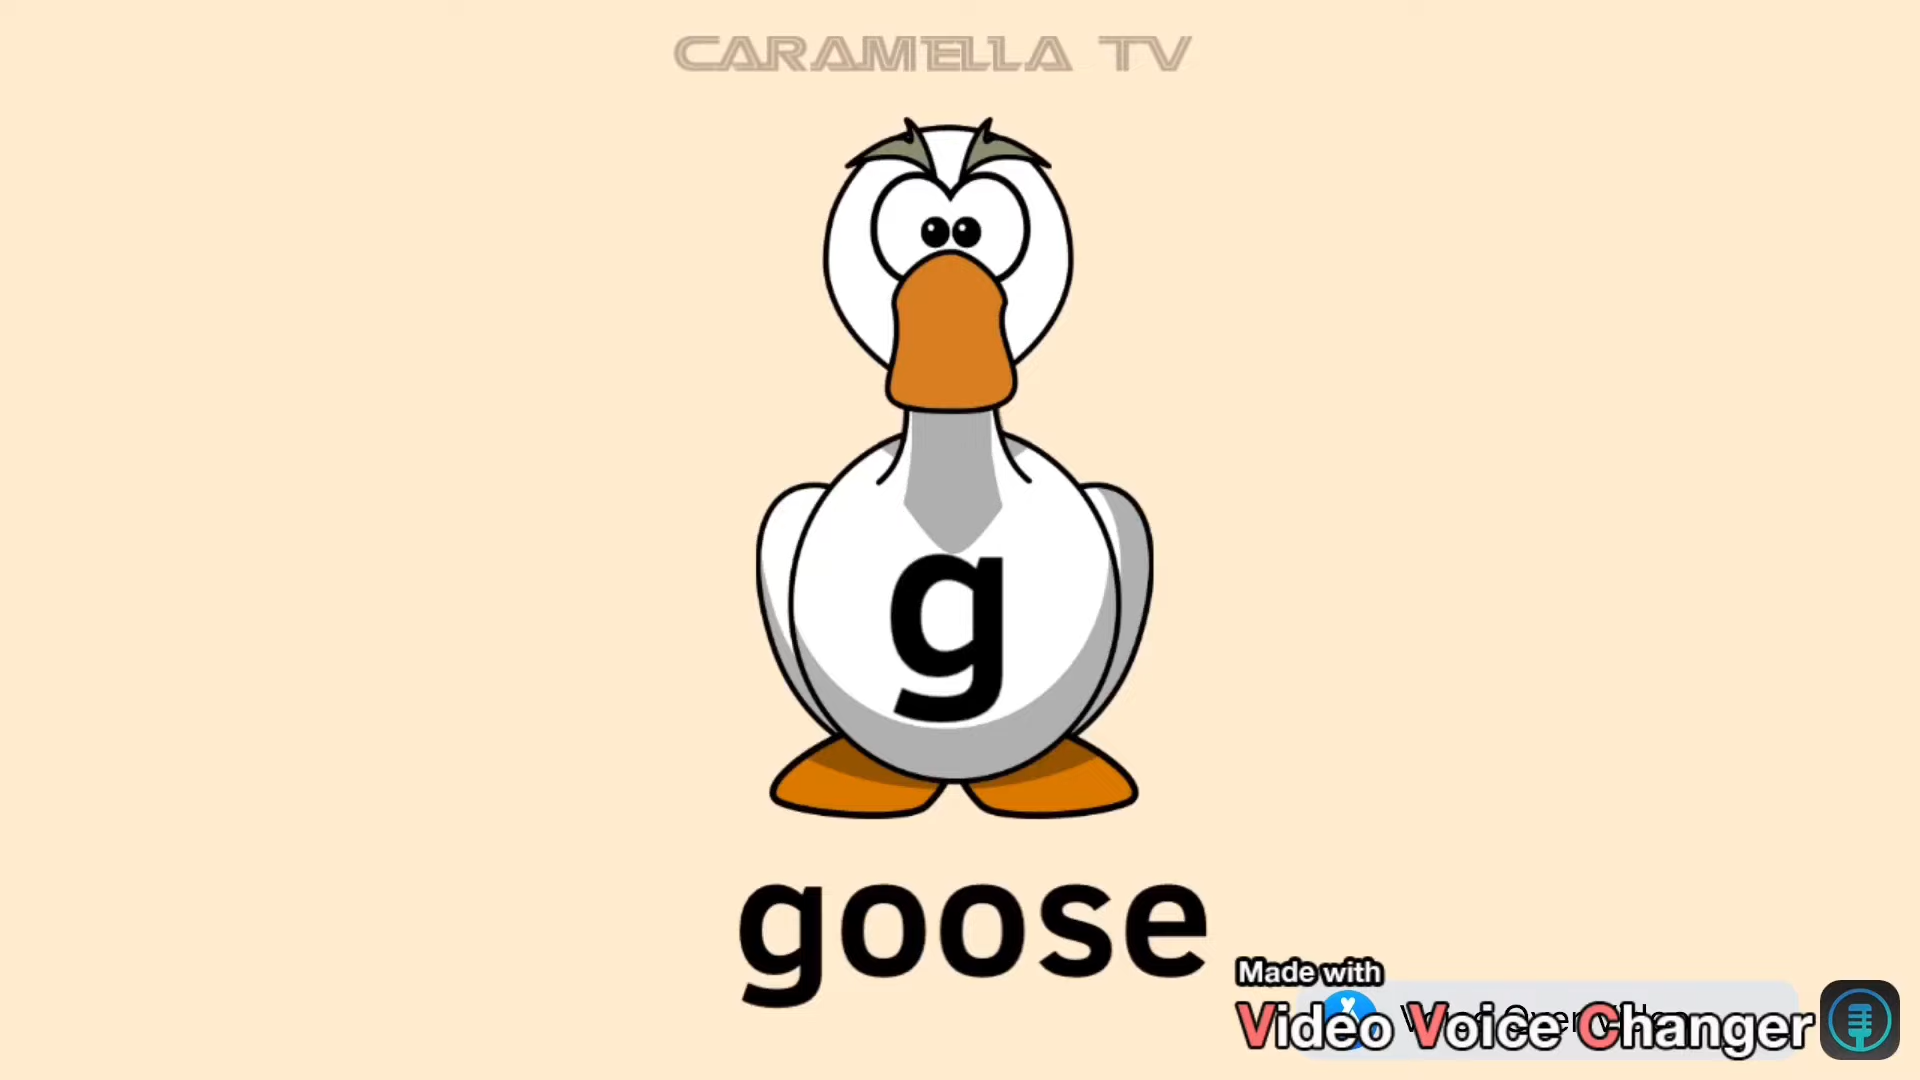 CARAMELLA TV
g
goose
Made with
Video Voice Changer